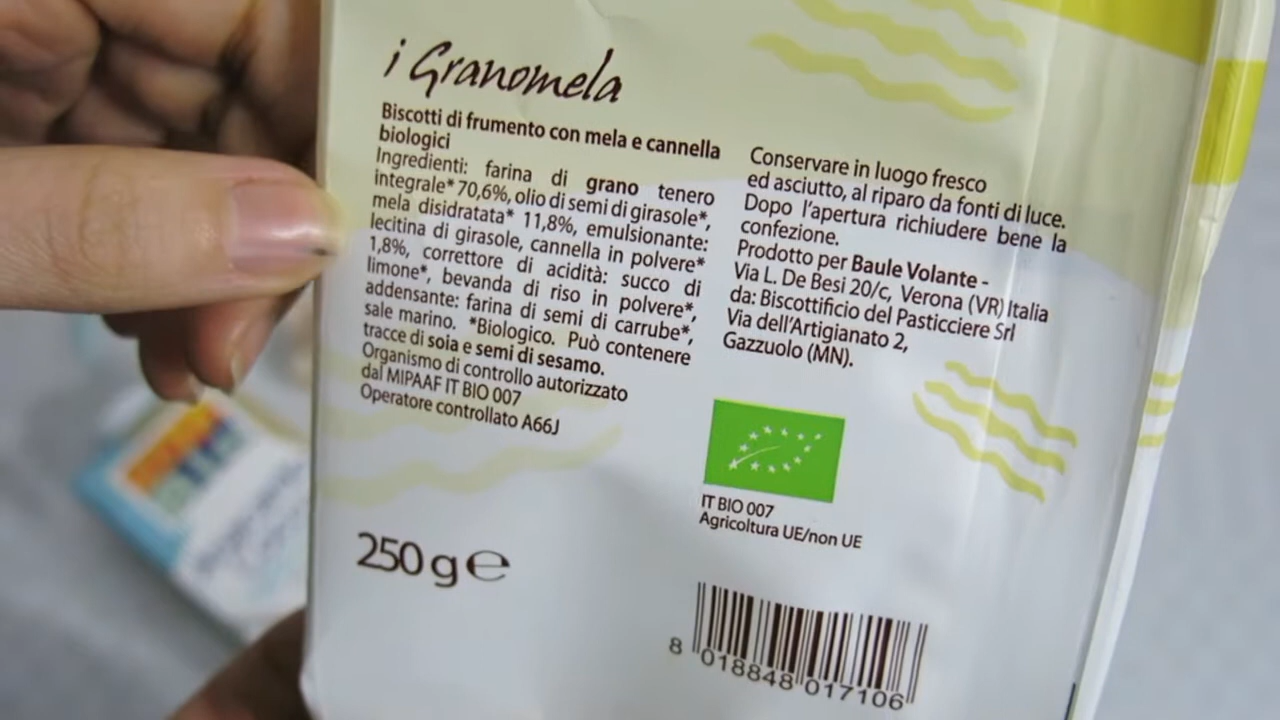 i Granomela
Biscotti di frumento con mela e cannella
biologici
Ingredienti: farina di grano tenero
integrale* 70,6%, olio di semi di girasole*,
mela disidratata* 11,8%, emulsionante:
lecitina di girasole, cannella in polvere*
1,8%, correttore di acidità: succo di
limone*, bevanda di riso in polvere*,
addensante: farina di semi di carrube*,
sale marino. *Biologico. Può contenere
tracce di soia e semi di sesamo.
Organismo di controllo autorizzato
dal MIPAAF IT BIO 007
Operatore controllato A66J
250 g e
Conservare in luogo fresco
ed asciutto, al riparo da fonti di luce.
Dopo l'apertura richiudere bene la
confezione.
Prodotto per Baule Volante -
Via L. De Besi 20/c, Verona (VR) Italia
da: Biscottificio del Pasticciere Srl
Via dell'Artigianato 2,
Gazzuolo (MN).
IT BIO 007
Agricoltura UE/non UE
8 018848 017106